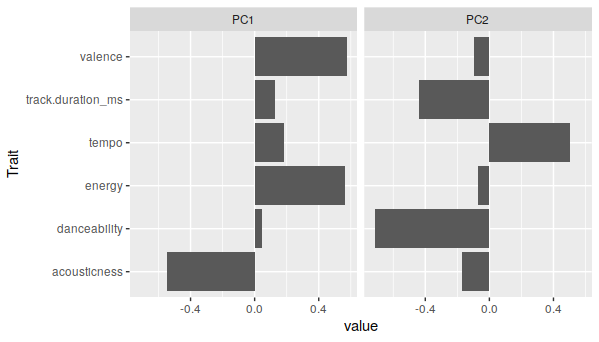 PC1 PC2
valence
track.duration_ms
tempo
energy
danceability
acousticness
Trait
-0.4 0.0 0.4 -0.4 0.0 0.4
value